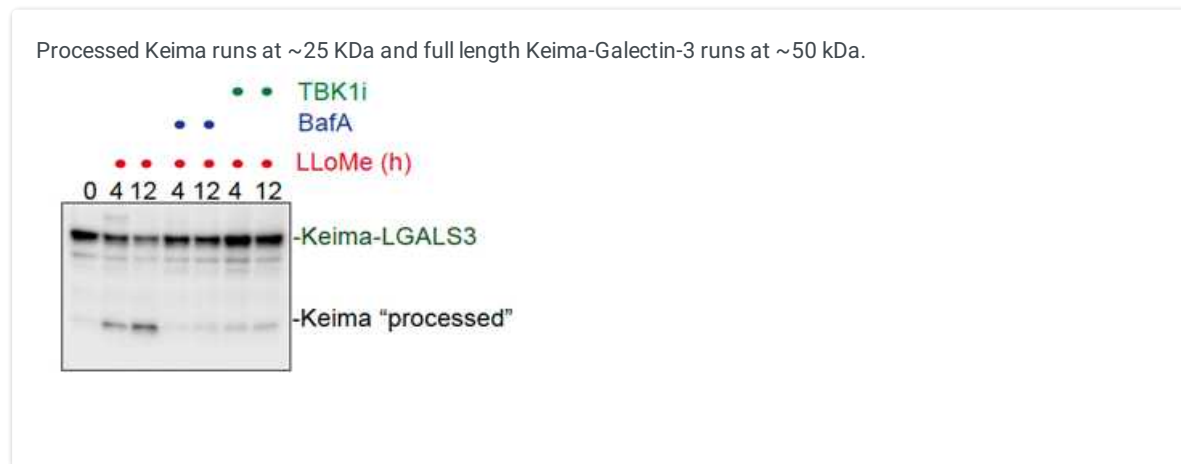 Processed Keima runs at ~25 KDa and full length Keima-Galectin-3 runs at ~50 kDa.
TBK1i
BafA
LLoMe (h)
0 4 12 4 12 4 12
-Keima-LGALS3
-Keima “processed”